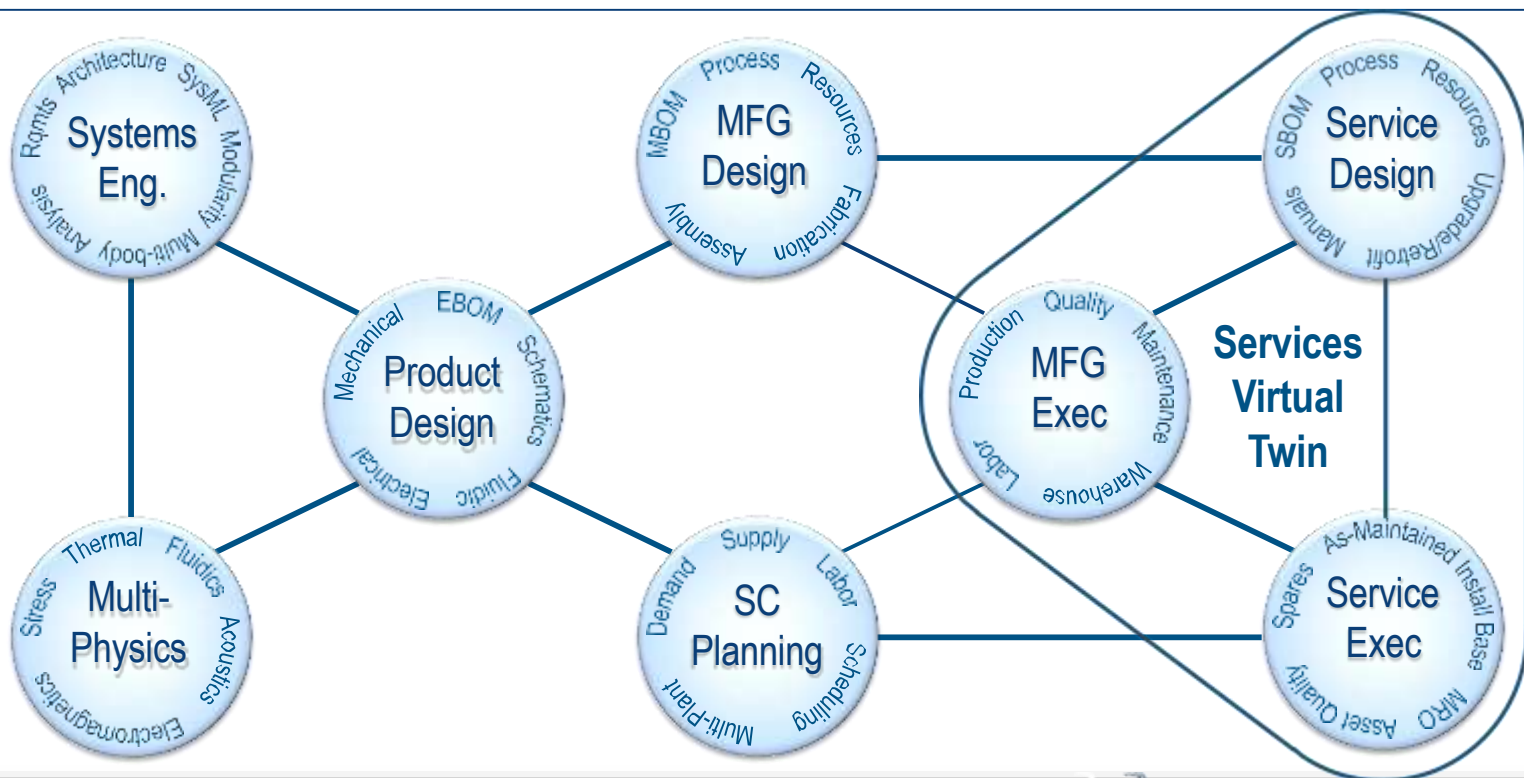 Rqmts Architecture SysML Modularity Multi-body Analysis
Systems
Eng.
MBOM Process Resources Fabrication Assembly
MFG
Design
SBOM Process Resources Upgrade/Retrofit Manuals
Service
Design
Mechanical EBOM Schematics Fluidic Electrical
Product
Design
Production Quality Maintenance Warehouse Labor
MFG
Exec
Services
Virtual
Twin
Stress Thermal Fluidics Acoustics Electromagnetics
Multi-
Physics
Demand Supply Labor Scheduling Multi-Plant
SC
Planning
Spares As-Maintained Install Base MRO Asset Quality
Service
Exec